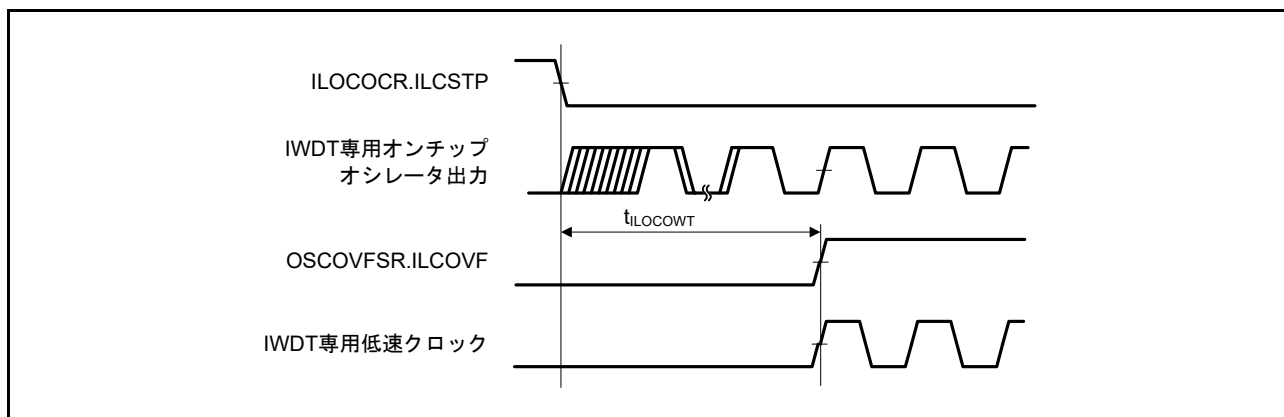 ILOCOCR.ILCSTP
IWDT専用オンチップ
オシレータ出力
tILOCOWT
OSCOVFSR.ILCOVF
IWDT専用低速クロック